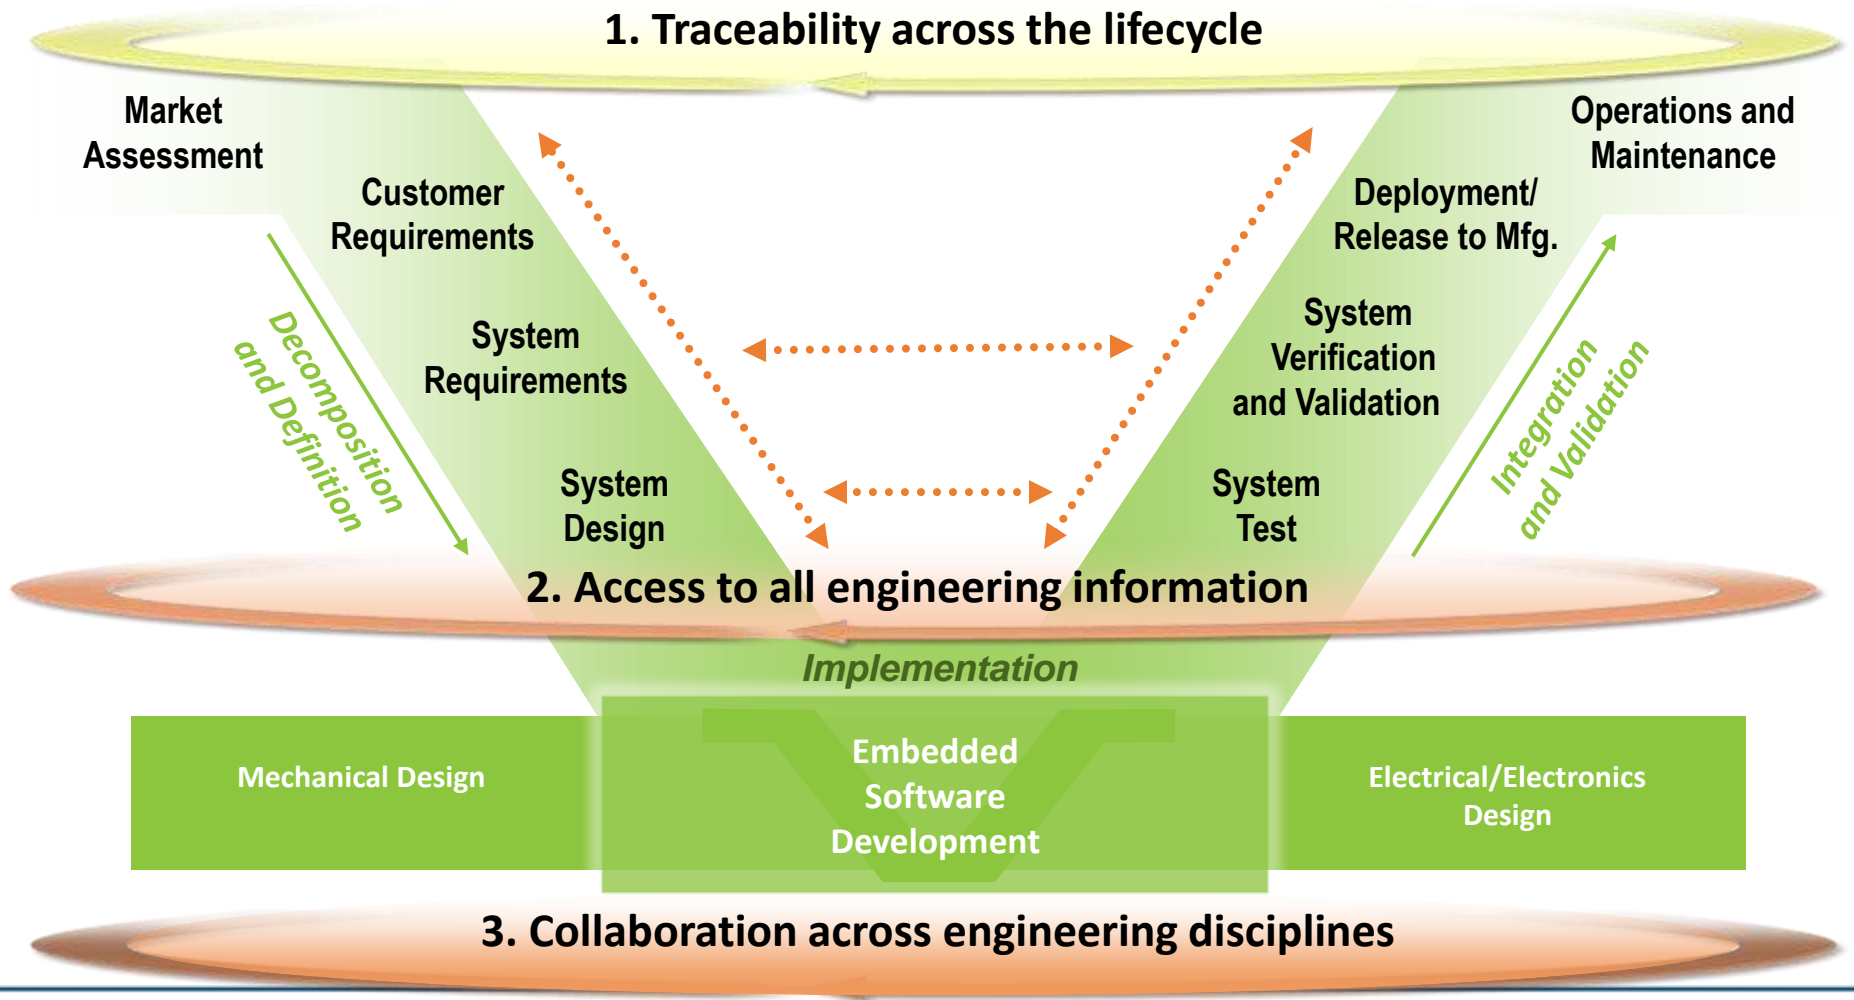 1. Traceability across the lifecycle
Market
Assessment
Operations and
Maintenance
Customer
Requirements
Deployment/
Release to Mfg.
Decomposition
and Definition
System
Requirements
System
Verification
and Validation
Integration
and Validation
System
Design
System
Test
2. Access to all engineering information
Implementation
Mechanical Design
Embedded
Software
Development
Electrical/Electronics
Design
3. Collaboration across engineering disciplines